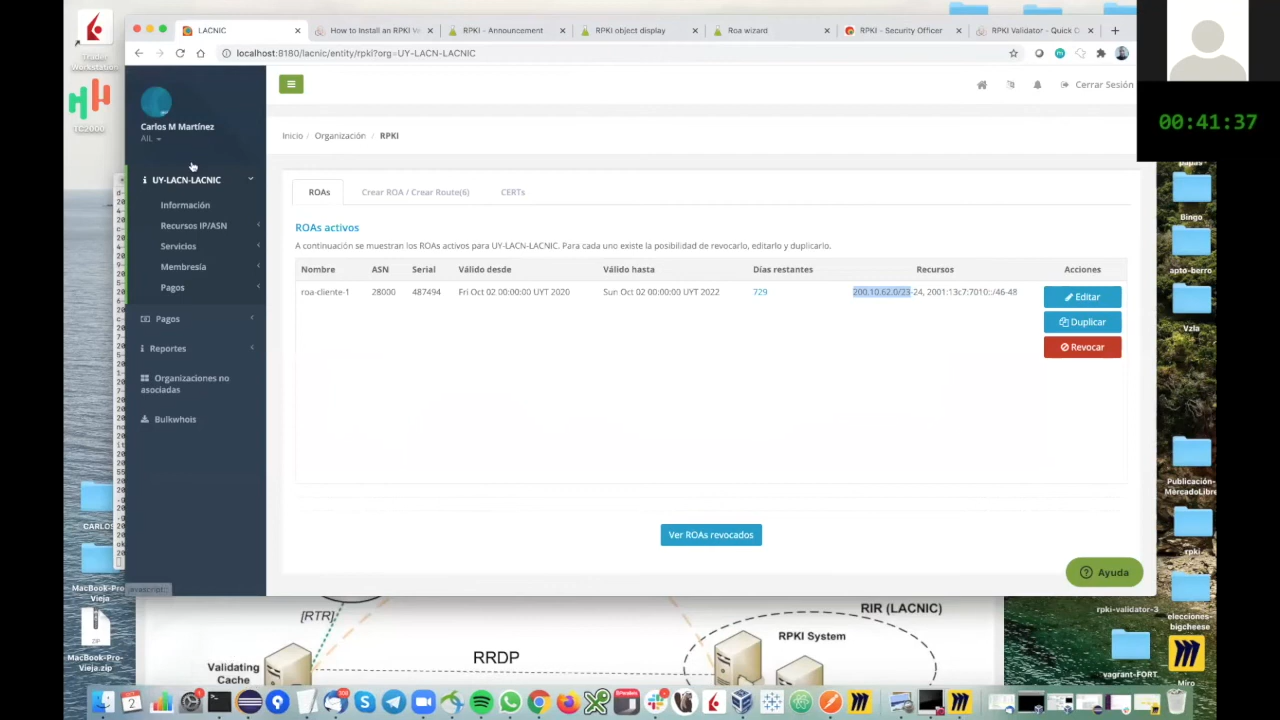 Trader
Workstation
TC2000
LACNIC
How to Install an RPKI V
RPKI - Announcement
RPKI object display
Roa wizard
RPKI - Security Officer
RPKI Validator - Quick O
localhost:8180/lacnic/entity/rpki?org=UY-LACN-LACNIC
00:41:37
Carlos M Martínez
Cerrar Sesión
Inicio / Organización / RPKI
UY-LACN-LACNIC
Información
Recursos IP/ASN
Servicios
Membresía
Pagos
Pagos
Reportes
Organizaciones no
asociadas
Bulkwhois
ROAs
Crear ROA / Crear Route(6)
CERTs
ROAs activos
A continuación se muestran los ROAs activos para UY-LACN-LACNIC. Para cada uno existe la posibilidad de revocarlo, editarlo y duplicarlo.
Nombre ASN Serial Válido desde Válido hasta Días restantes Recursos Acciones
roa-cliente-1 28000 487494 Fri Oct 02 00:00:00 UYT 2020 Sun Oct 02 00:00:00 UYT 2022 729 200.10.62.0/23-24, 2001:13c7:7010::/46-48
Editar
Duplicar
Revocar
Ver ROAs revocados
Ayuda
papas
Bingo
apto-berro
Vzla
Publicación-
MercadoLibre
rpki
elecciones-
bigcheese
rpki-validator-3
vagrant-FORT
Miro
CARLOS
MacBook-Pro-
Vieja
ZIP
MacBook-Pro-
Vieja.zip
[RTR]
RIR (LACNIC)
RPKI System
RRDP
Validating
Cache